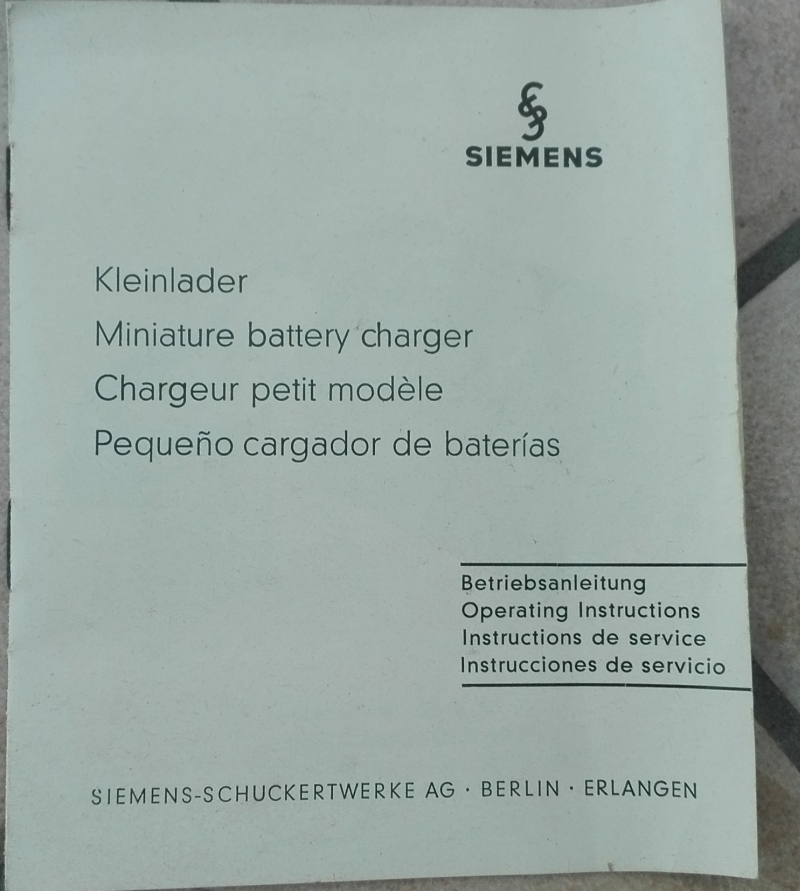 SIEMENS
Kleinlader
Miniature battery charger
Chargeur petit modèle
Pequeño cargador de baterías
Betriebsanleitung
Operating Instructions
Instructions de service
Instrucciones de servicio
SIEMENS-SCHUCKERTWERKE AG · BERLIN · ERLANGEN